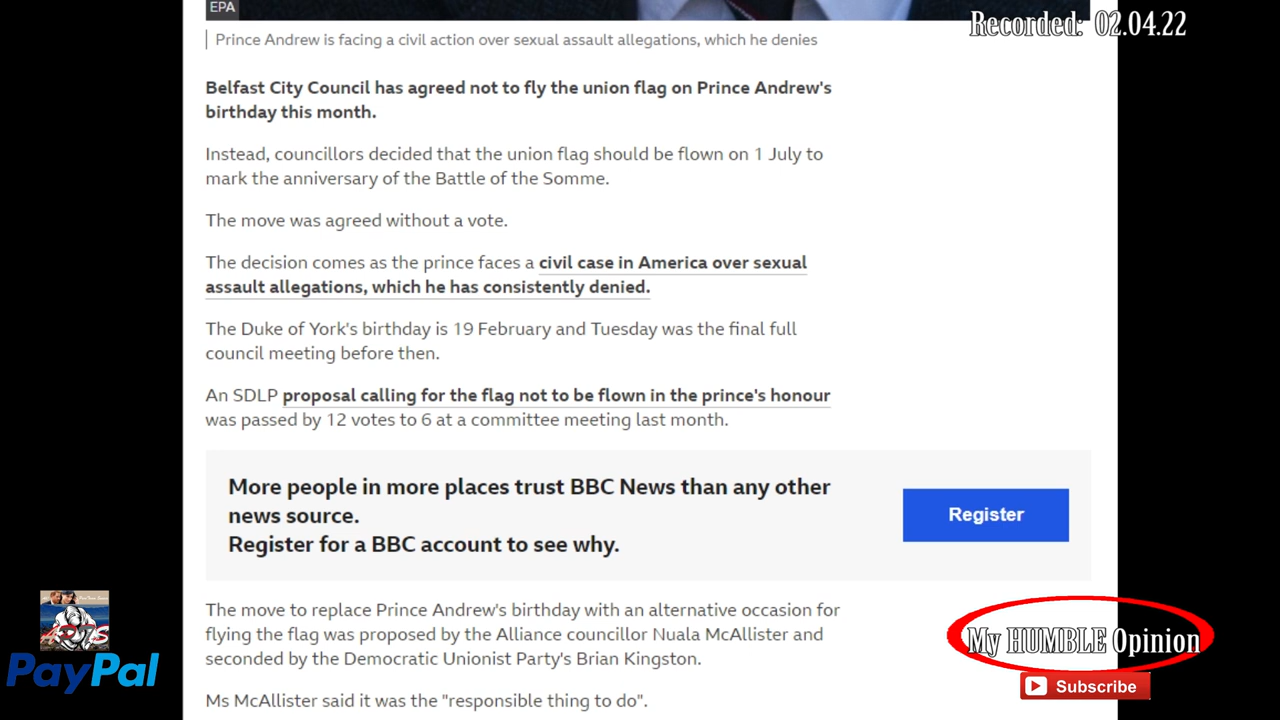 EPA
Recorded: 02.04.22
Prince Andrew is facing a civil action over sexual assault allegations, which he denies
Belfast City Council has agreed not to fly the union flag on Prince Andrew's
birthday this month.
Instead, councillors decided that the union flag should be flown on 1 July to
mark the anniversary of the Battle of the Somme.
The move was agreed without a vote.
The decision comes as the prince faces a civil case in America over sexual
assault allegations, which he has consistently denied.
The Duke of York's birthday is 19 February and Tuesday was the final full
council meeting before then.
An SDLP proposal calling for the flag not to be flown in the prince's honour
was passed by 12 votes to 6 at a committee meeting last month.
More people in more places trust BBC News than any other
news source.
Register for a BBC account to see why.
Register
The move to replace Prince Andrew's birthday with an alternative occasion for
flying the flag was proposed by the Alliance councillor Nuala McAllister and
seconded by the Democratic Unionist Party's Brian Kingston.
Ms McAllister said it was the "responsible thing to do".
PayPal
My HUMBLE Opinion
Subscribe